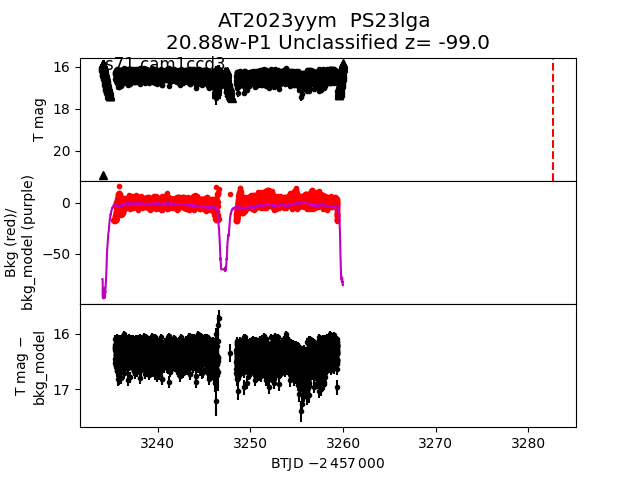 AT2023yym PS23lga
20.88w-P1 Unclassified z= -99.0
s71 cam1ccd3
16
18
20
T mag
0
−50
Bkg (red)/
bkg_model (purple)
16
17
T mag −
bkg_model
3240
3250
3260
3270
3280
BTJD −2 457 000